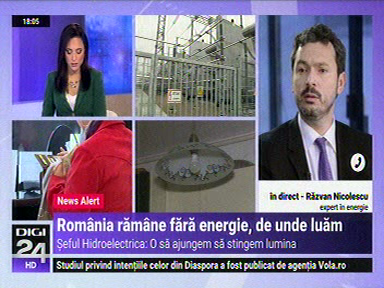 18:05
în direct - Răzvan Nicolescu
expert în energie
News Alert
România rămâne fără energie, de unde luăm
Șeful Hidroelectrica: O să ajungem să stingem lumina
DIGI
24
HD
Studiul privind intențiile celor din Diaspora a fost publicat de agenția Vola.ro